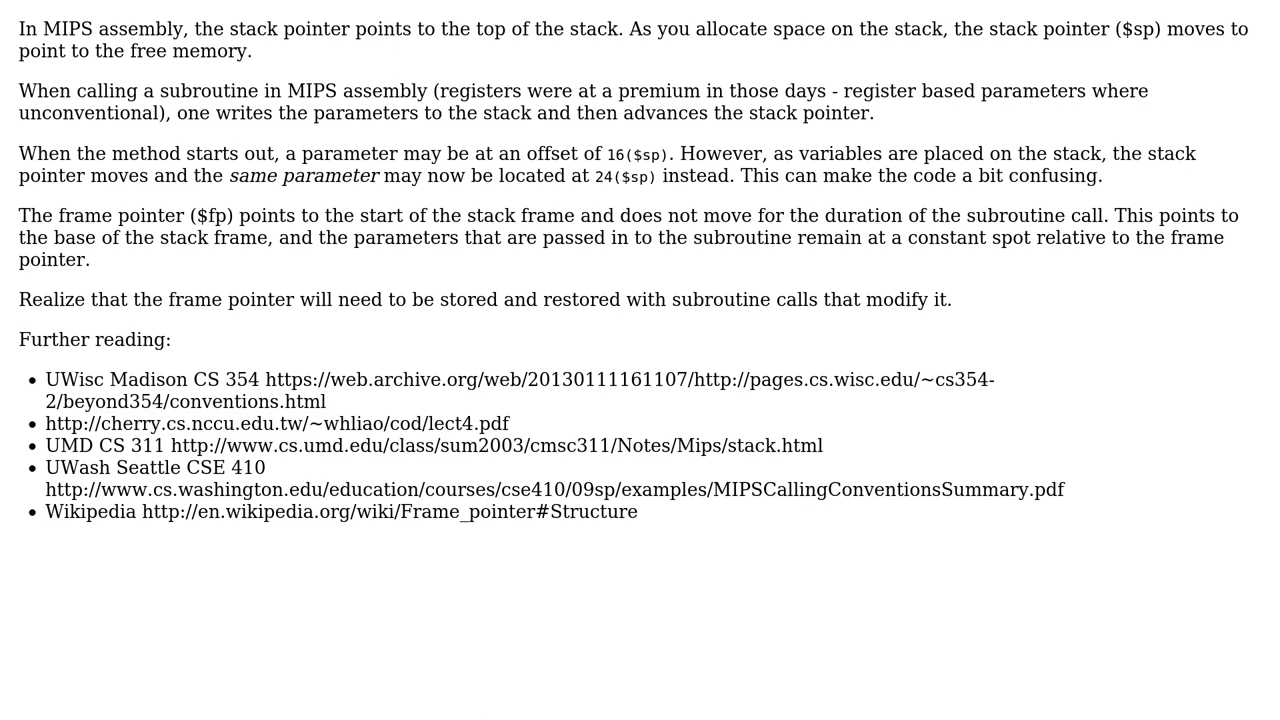 In MIPS assembly, the stack pointer points to the top of the stack. As you allocate space on the stack, the stack pointer ($sp) moves to
point to the free memory.
When calling a subroutine in MIPS assembly (registers were at a premium in those days - register based parameters where
unconventional), one writes the parameters to the stack and then advances the stack pointer.
When the method starts out, a parameter may be at an offset of 16($sp). However, as variables are placed on the stack, the stack
pointer moves and the same parameter may now be located at 24($sp) instead. This can make the code a bit confusing.
The frame pointer ($fp) points to the start of the stack frame and does not move for the duration of the subroutine call. This points to
the base of the stack frame, and the parameters that are passed in to the subroutine remain at a constant spot relative to the frame
pointer.
Realize that the frame pointer will need to be stored and restored with subroutine calls that modify it.
Further reading:
• UWisc Madison CS 354 https://web.archive.org/web/20130111161107/http://pages.cs.wisc.edu/~cs354-
2/beyond354/conventions.html
• http://cherry.cs.nccu.edu.tw/~whliao/cod/lect4.pdf
• UMD CS 311 http://www.cs.umd.edu/class/sum2003/cmsc311/Notes/Mips/stack.html
• UWash Seattle CSE 410
http://www.cs.washington.edu/education/courses/cse410/09sp/examples/MIPSCallingConventionsSummary.pdf
• Wikipedia http://en.wikipedia.org/wiki/Frame_pointer#Structure